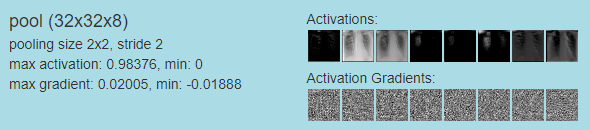 pool (32x32x8)
pooling size 2x2, stride 2
max activation: 0.98376, min: 0
max gradient: 0.02005, min: -0.01888
Activations:
Activation Gradients: